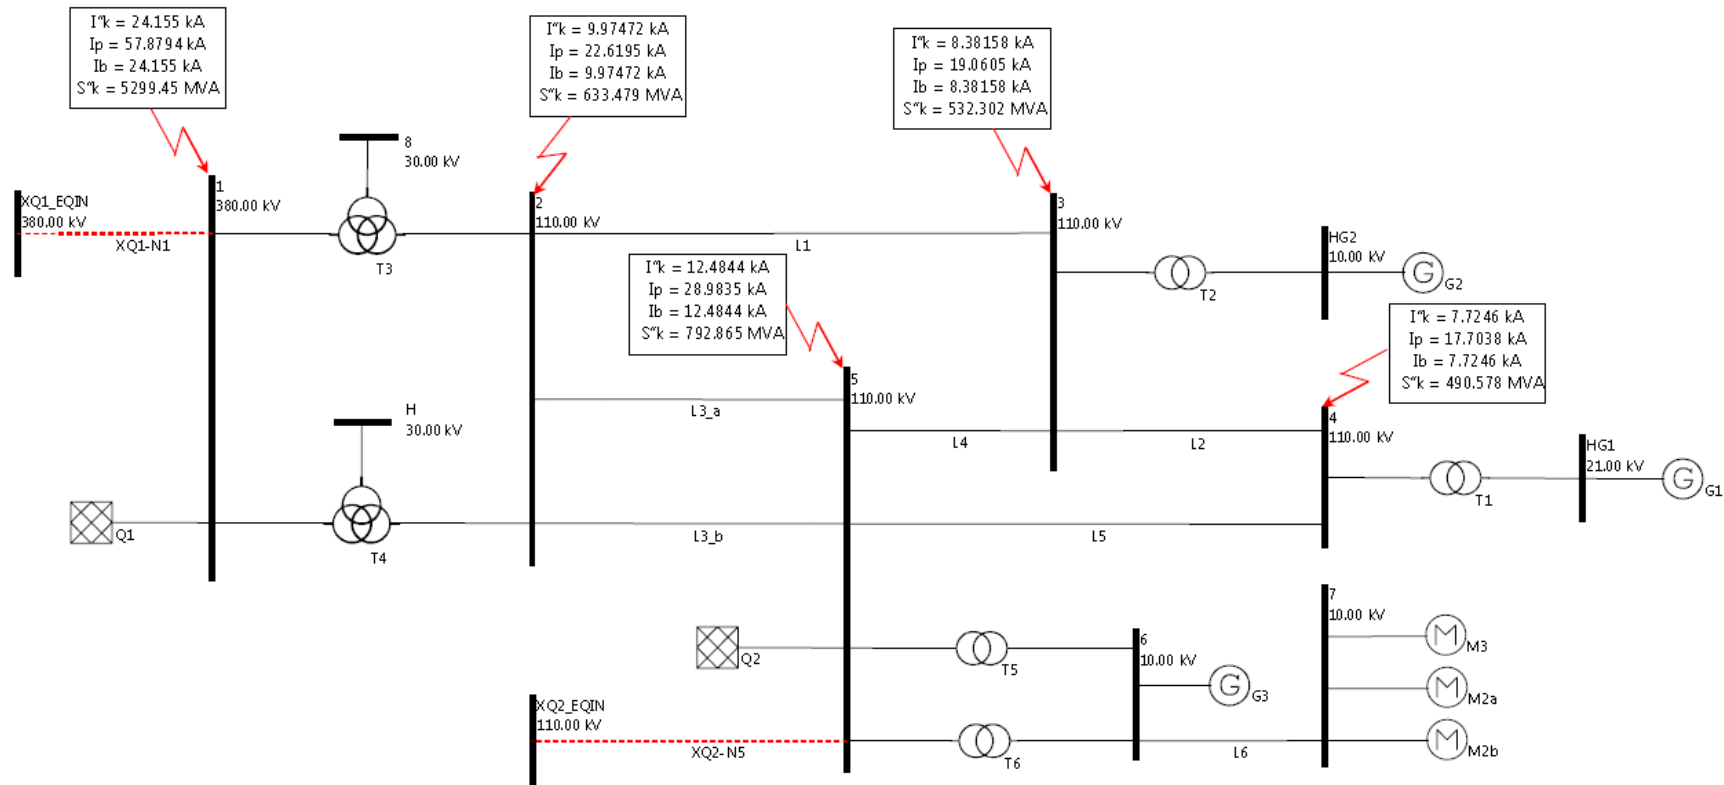 I"k = 24.155 kA
Ip = 57.8794 kA
Ib = 24.155 kA
S"k = 5299.45 MVA
I"k = 9.97472 kA
Ip = 22.6195 kA
Ib = 9.97472 kA
S"k = 633.479 MVA
I"k = 8.38158 kA
Ip = 19.0605 kA
Ib = 8.38158 kA
S"k = 532.302 MVA
8
30.00 kV
XQ1_EQIN
380.00 kV
XQ1-N1
1
380.00 kV
T3
2
110.00 kV
L1
3
110.00 kV
T2
HG2
10.00 kV
G2
I"k = 12.4844 kA
Ip = 28.9835 kA
Ib = 12.4844 kA
S"k = 792.865 MVA
I"k = 7.7246 kA
Ip = 17.7038 kA
Ib = 7.7246 kA
S"k = 490.578 MVA
5
110.00 kV
H
30.00 kV
L3_a
L4
L2
4
110.00 kV
HG1
21.00 kV
T1
G1
Q1
T4
L3_b
L5
7
10.00 kV
M3
Q2
T5
6
10.00 kV
G3
M2a
XQ2_EQIN
110.00 kV
XQ2-N5
T6
L6
M2b